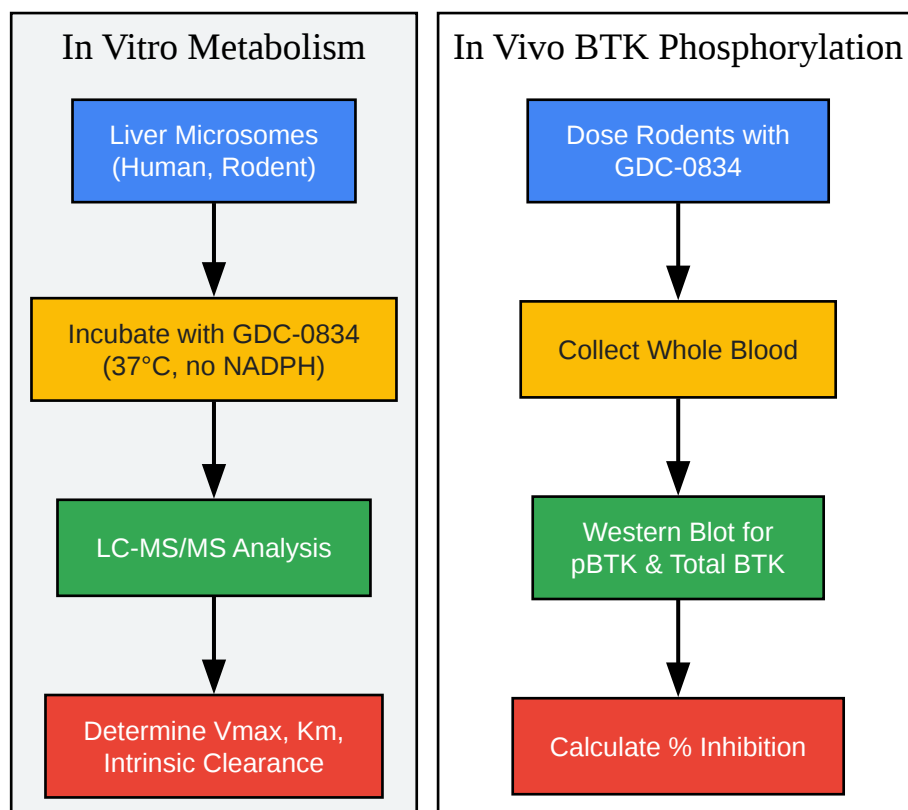 In Vitro Metabolism
Liver Microsomes
(Human, Rodent)
Incubate with GDC-0834
(37°C, no NADPH)
LC-MS/MS Analysis
Determine Vmax, Km,
Intrinsic Clearance
In Vivo BTK Phosphorylation
Dose Rodents with
GDC-0834
Collect Whole Blood
Western Blot for
pBTK & Total BTK
Calculate % Inhibition